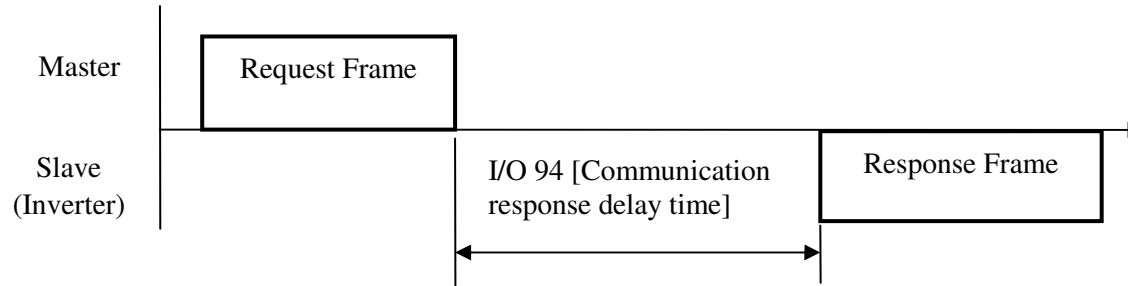 Master
Request Frame
Slave
(Inverter)
I/O 94 [Communication
response delay time]
Response Frame